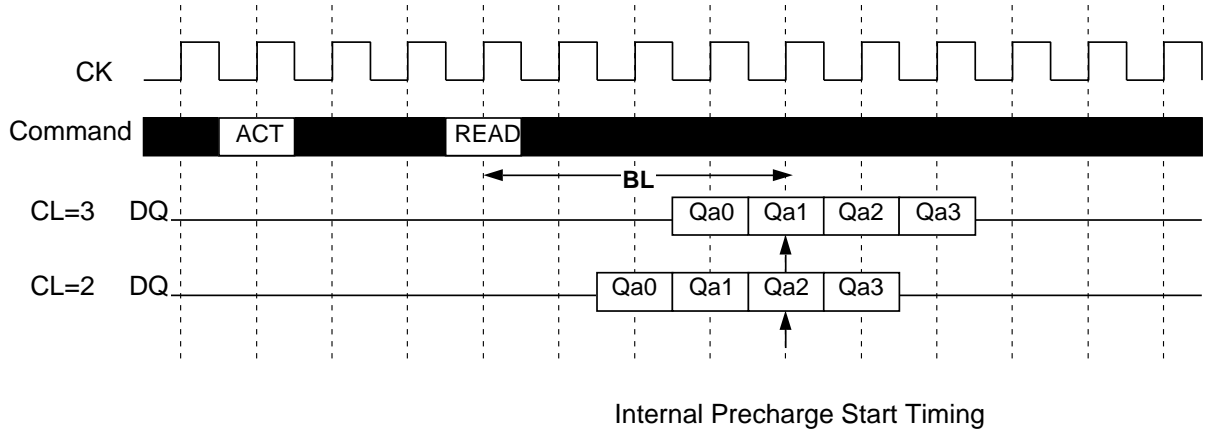 CK
Command ACT READ
BL
CL=3 DQ Qa0 Qa1 Qa2 Qa3
CL=2 DQ Qa0 Qa1 Qa2 Qa3
Internal Precharge Start Timing